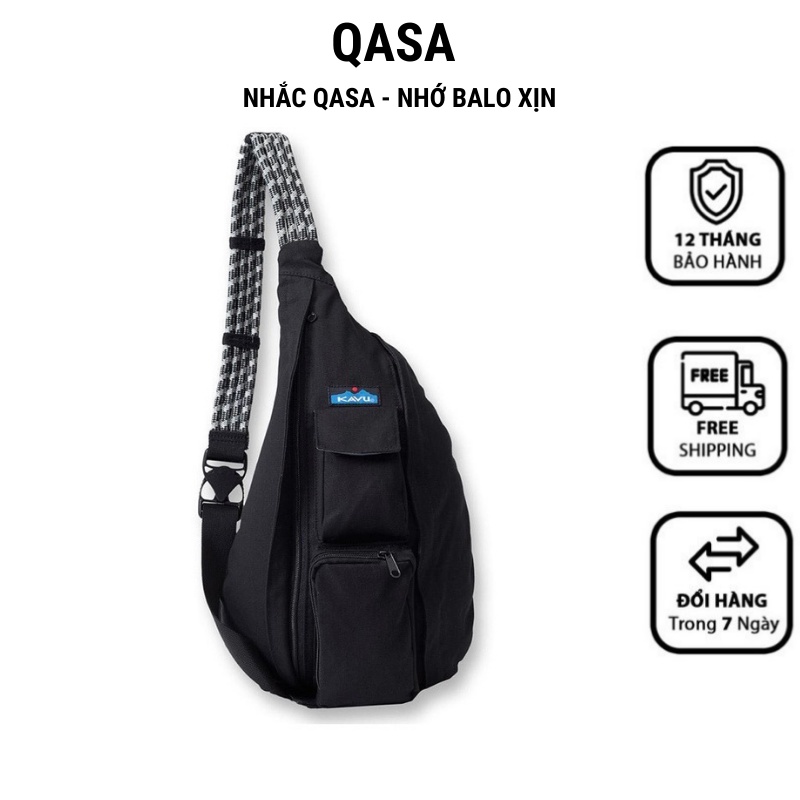 QASA
NHẮC QASA - NHỚ BALO XỊN
12 THÁNG
BẢO HÀNH
KAVU
FREE
FREE
SHIPPING
ĐỔI HÀNG
Trong 7 Ngày